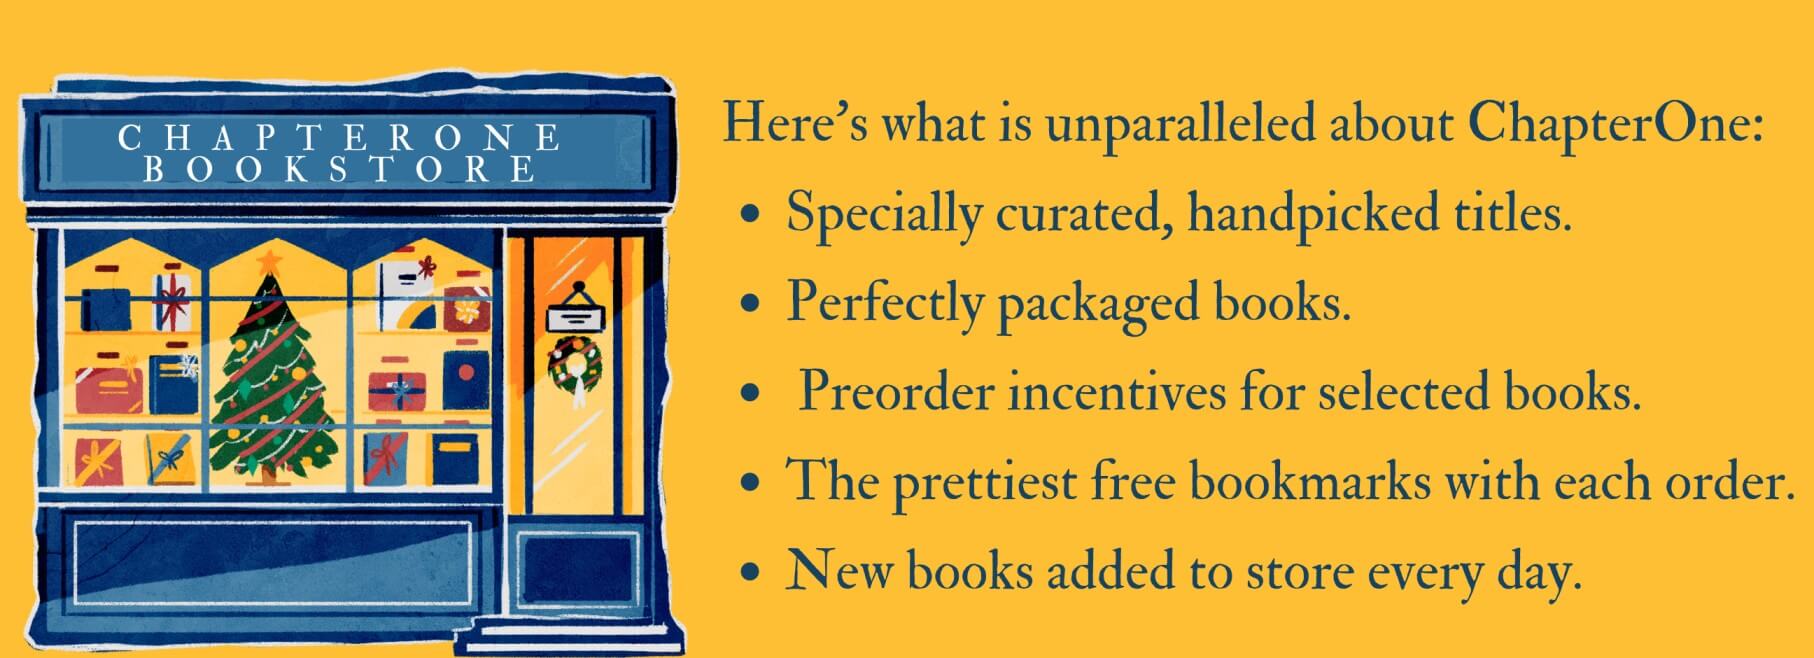 CHAPTERONE
BOOKSTORE
Here's what is unparalleled about ChapterOne:
• Specially curated, handpicked titles.
• Perfectly packaged books.
• Preorder incentives for selected books.
• The prettiest free bookmarks with each order.
• New books added to store every day.